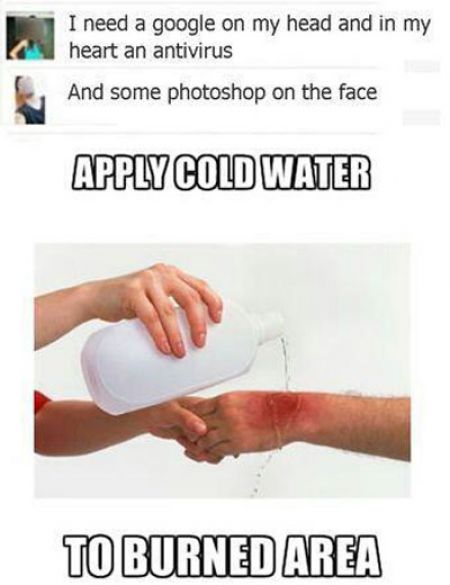 I need a google on my head and in my
heart an antivirus
And some photoshop on the face
APPLY COLD WATER
TO BURNED AREA